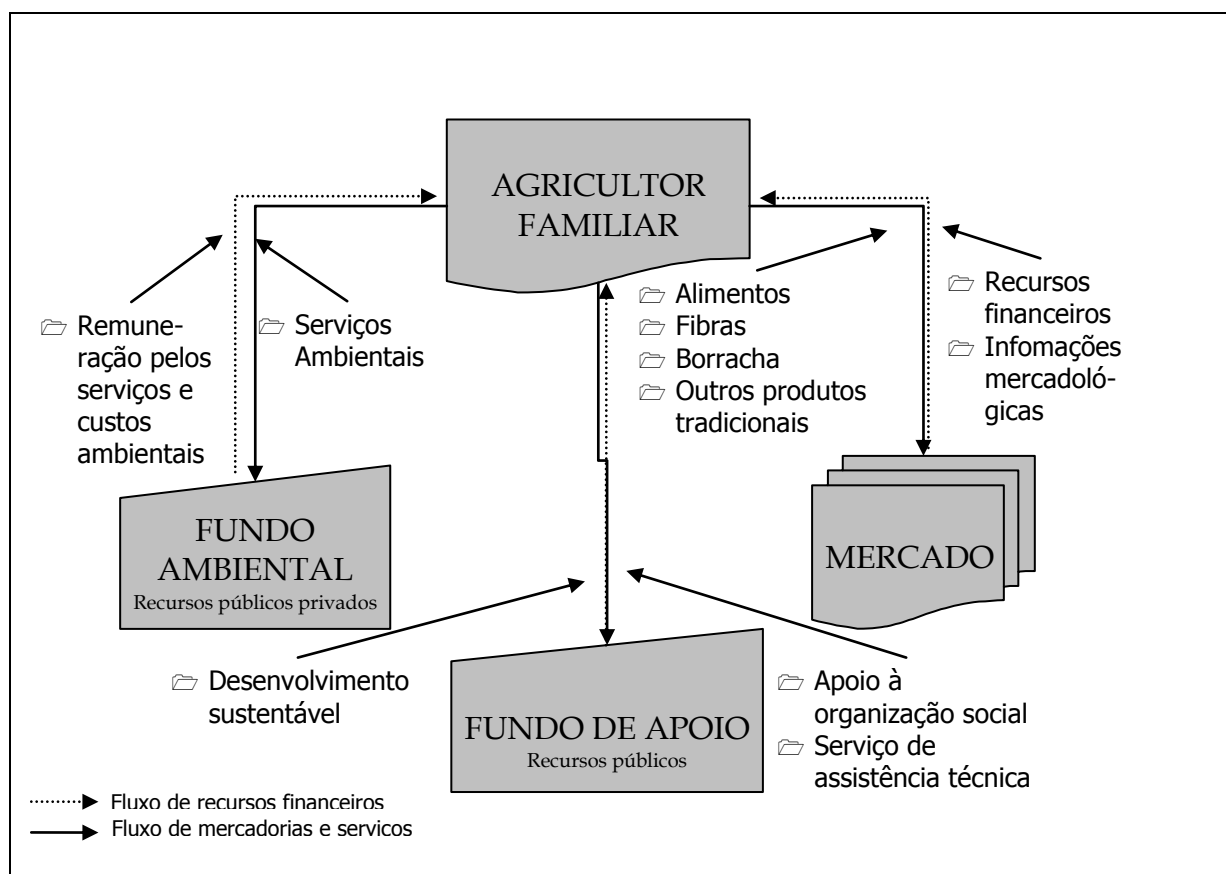 AGRICULTOR
FAMILIAR
Remune-
ração pelos
serviços e
custos
ambientais
Serviços
Ambientais
Alimentos
Fibras
Borracha
Outros produtos
tradicionais
Recursos
financeiros
Infomações
mercadoló-
gicas
FUNDO
AMBIENTAL
Recursos públicos privados
MERCADO
Desenvolvimento
sustentável
FUNDO DE APOIO
Recursos públicos
Apoio à
organização social
Serviço de
assistência técnica
Fluxo de recursos financeiros
Fluxo de mercadorias e servicos